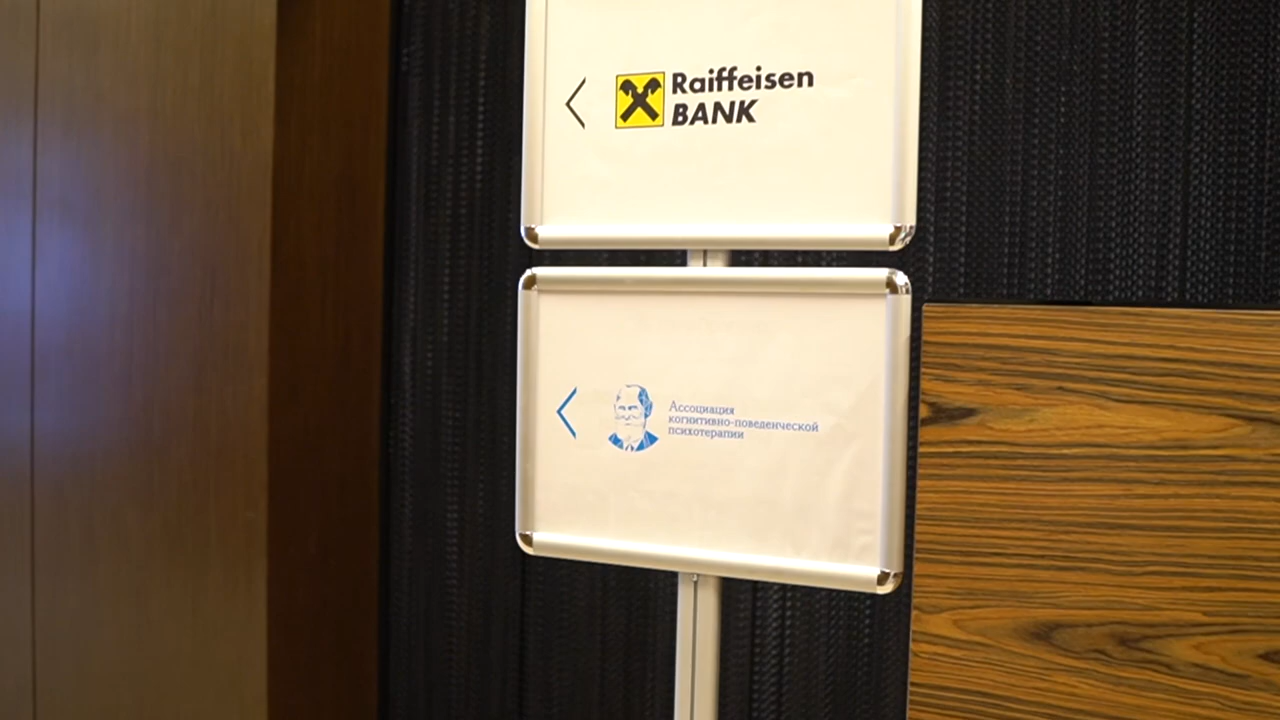 Raiffeisen
BANK
Ассоциация
когнитивно-поведенческой
психотерапии